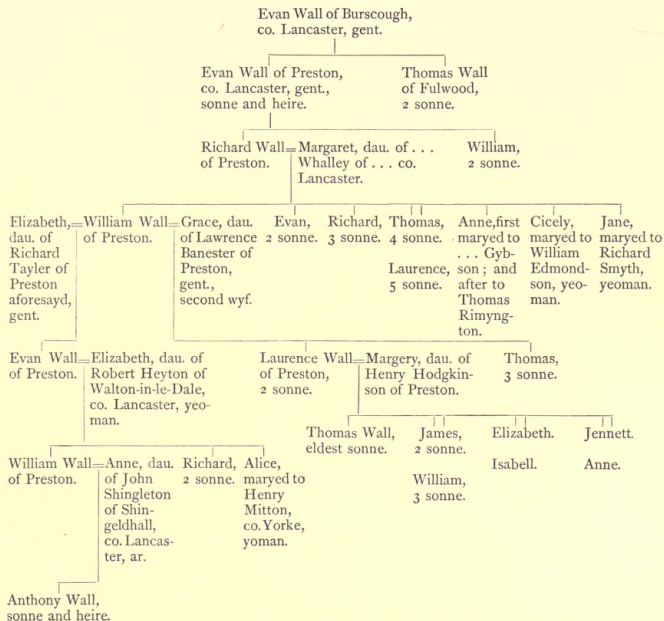 Evan Wall of Burscough,
co. Lancaster, gent.
Evan Wall of Preston,
co. Lancaster, gent.,
sonne and heire.
Thomas Wall
of Fulwood,
2 sonne.
Richard Wall=Margaret, dau. of . . .
of Preston.
Whalley of . . . co.
Lancaster.
William,
2 sonne.
Elizabeth,=William Wall=Grace, dau.
dau. of
Richard
Tayler of
Preston
aforesayd,
gent.
of Preston.
of Lawrence
Banester of
Preston,
gent.,
second wyf.
Evan,
2 sonne.
Richard,
3 sonne.
Thomas,
4 sonne.
Laurence,
5 sonne.
Anne, first
maryed to
. . . Gyb-
son ; and
after to
Thomas
Rimyng-
ton.
Cicely,
maryed to
William
Edmond-
son, yeo-
man.
Jane,
maryed to
Richard
Smyth,
yeoman.
Evan Wall=Elizabeth, dau. of
of Preston.
Robert Heyton of
Walton-in-le-Dale,
co. Lancaster, yeo-
man.
Laurence Wall=Margery, dau. of
of Preston,
2 sonne.
Henry Hodgkin-
son of Preston.
Thomas,
3 sonne.
Thomas Wall,
eldest sonne.
James,
2 sonne.
William,
3 sonne.
Elizabeth.
Isabell.
Jennett.
Anne.
William Wall=Anne, dau.
of Preston.
of John
Shingleton
of Shin-
geldhall,
co. Lancas-
ter, ar.
Richard,
2 sonne.
Alice,
maryed to
Henry
Mitton,
co. Yorke,
yoman.
Anthony Wall,
sonne and heire.